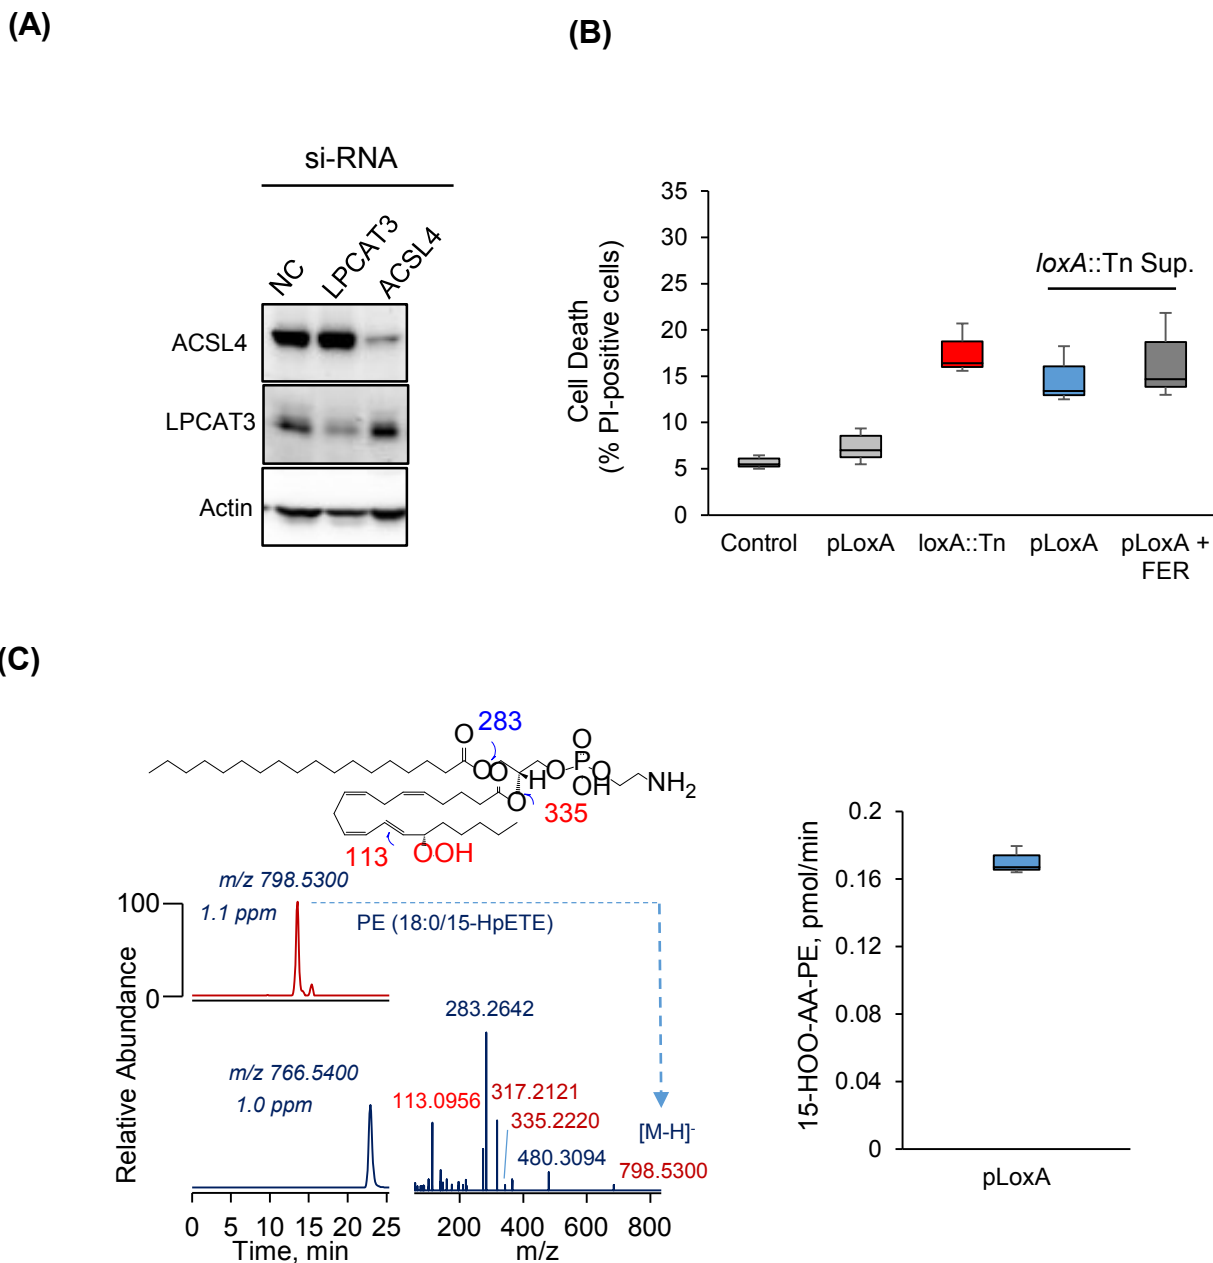 (A)
si-RNA
NC
LPCAT3
ACSL4
ACSL4
LPCAT3
Actin
(B)
Cell Death
(% PI-positive cells)
35
30
25
20
15
10
5
0
loxA::Tn Sup.
Control
pLoxA
loxA::Tn
pLoxA
pLoxA +
FER
(C)
O
283
O
O
O
H
O
O
P
OH
O
NH2
335
113
OOH
m/z 798.5300
1.1 ppm
100
0
PE (18:0/15-HpETE)
Relative Abundance
m/z 766.5400
1.0 ppm
0 5 10 15 20 25
Time, min
283.2642
113.0956
317.2121
335.2220
480.3094
[M-H]-
798.5300
200 400 600 800
m/z
15-HOO-AA-PE, pmol/min
0.2
0.16
0.12
0.08
0.04
0
pLoxA